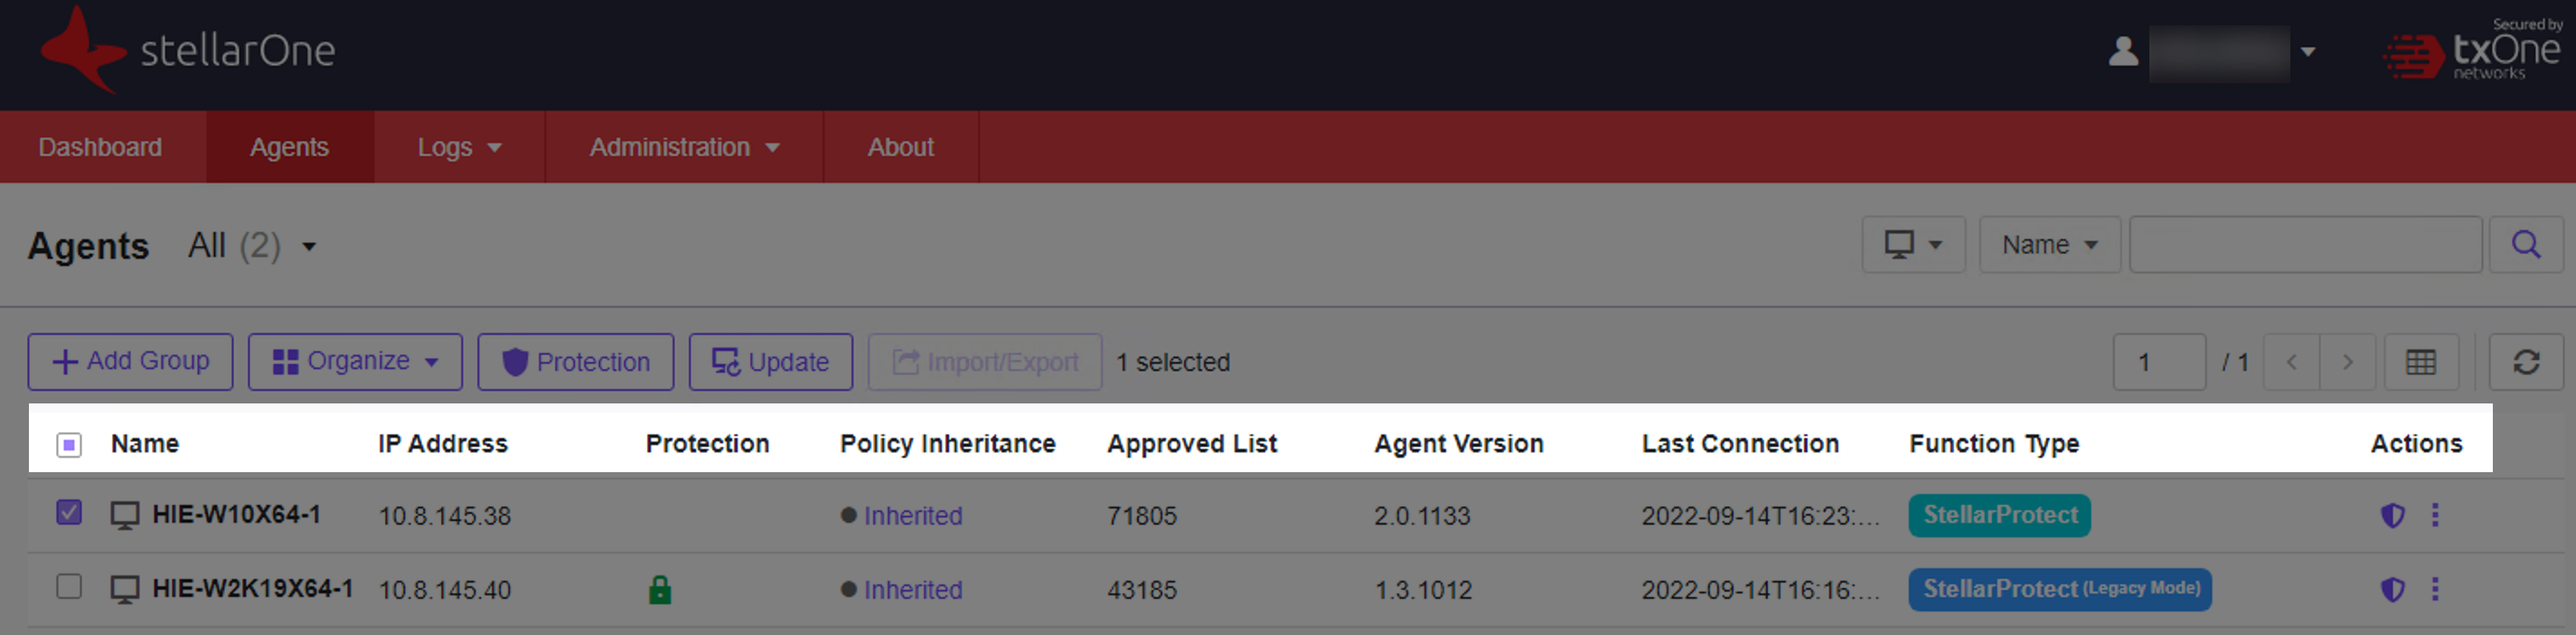 stellarOne
Secured by
txOne
networks
Dashboard Agents Logs Administration About
Agents All (2) Name
Add Group Organize Protection Update Import/Export 1 selected 1 / 1
Name IP Address Protection Policy Inheritance Approved List Agent Version Last Connection Function Type Actions
HIE-W10X64-1 10.8.145.38 Inherited 71805 2.0.1133 2022-09-14T16:23:... StellarProtect
HIE-W2K19X64-1 10.8.145.40 Inherited 43185 1.3.1012 2022-09-14T16:16:... StellarProtect (Legacy Mode)